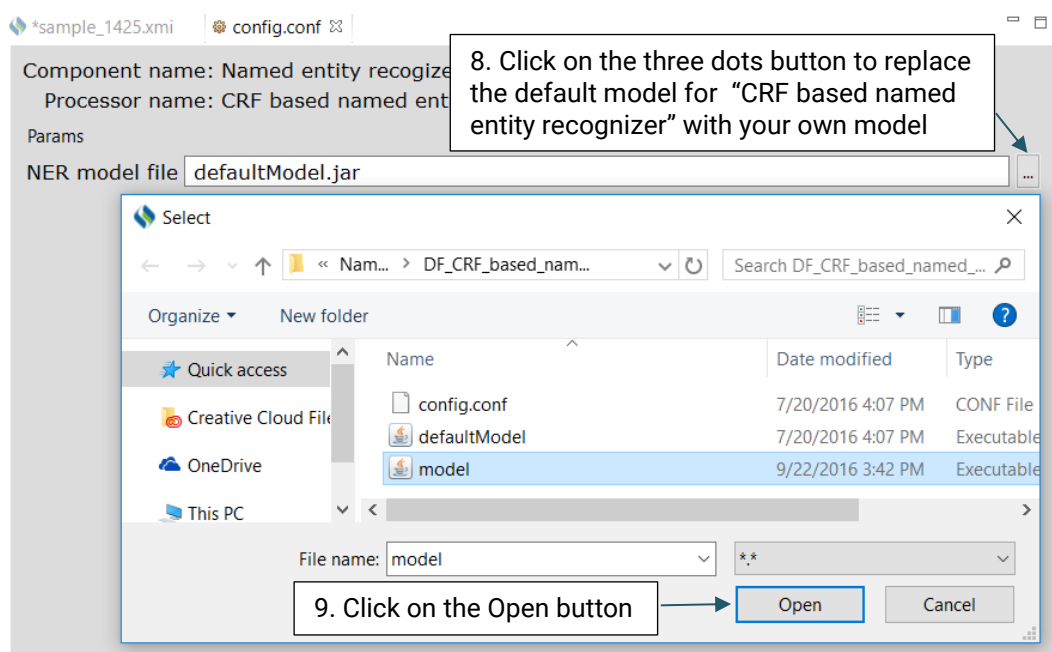 *sample_1425.xmi config.conf
Component name: Named entity recogize
Processor name: CRF based named ent
8. Click on the three dots button to replace
the default model for “CRF based named
entity recognizer” with your own model
Params
NER model file defaultModel.jar ...
Select
« Nam... > DF_CRF_based_nam... Search DF_CRF_based_named_...
Organize New folder ?
Name Date modified Type
Quick access
config.conf 7/20/2016 4:07 PM CONF File
Creative Cloud File
defaultModel 7/20/2016 4:07 PM Executable
OneDrive
model 9/22/2016 3:42 PM Executable
This PC
File name: model *.*
9. Click on the Open button
Open Cancel